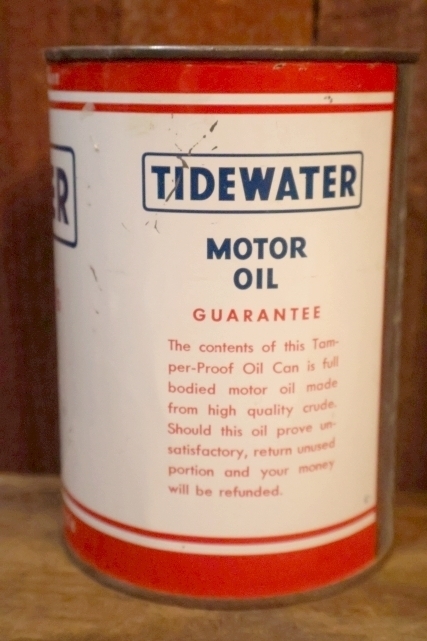 ER
TIDEWATER
MOTOR
OIL
GUARANTEE
The contents of this Tam-
per-Proof Oil Can is full
bodied motor oil made
from high quality crude.
Should this oil prove un-
satisfactory, return unused
portion and your money
will be refunded.